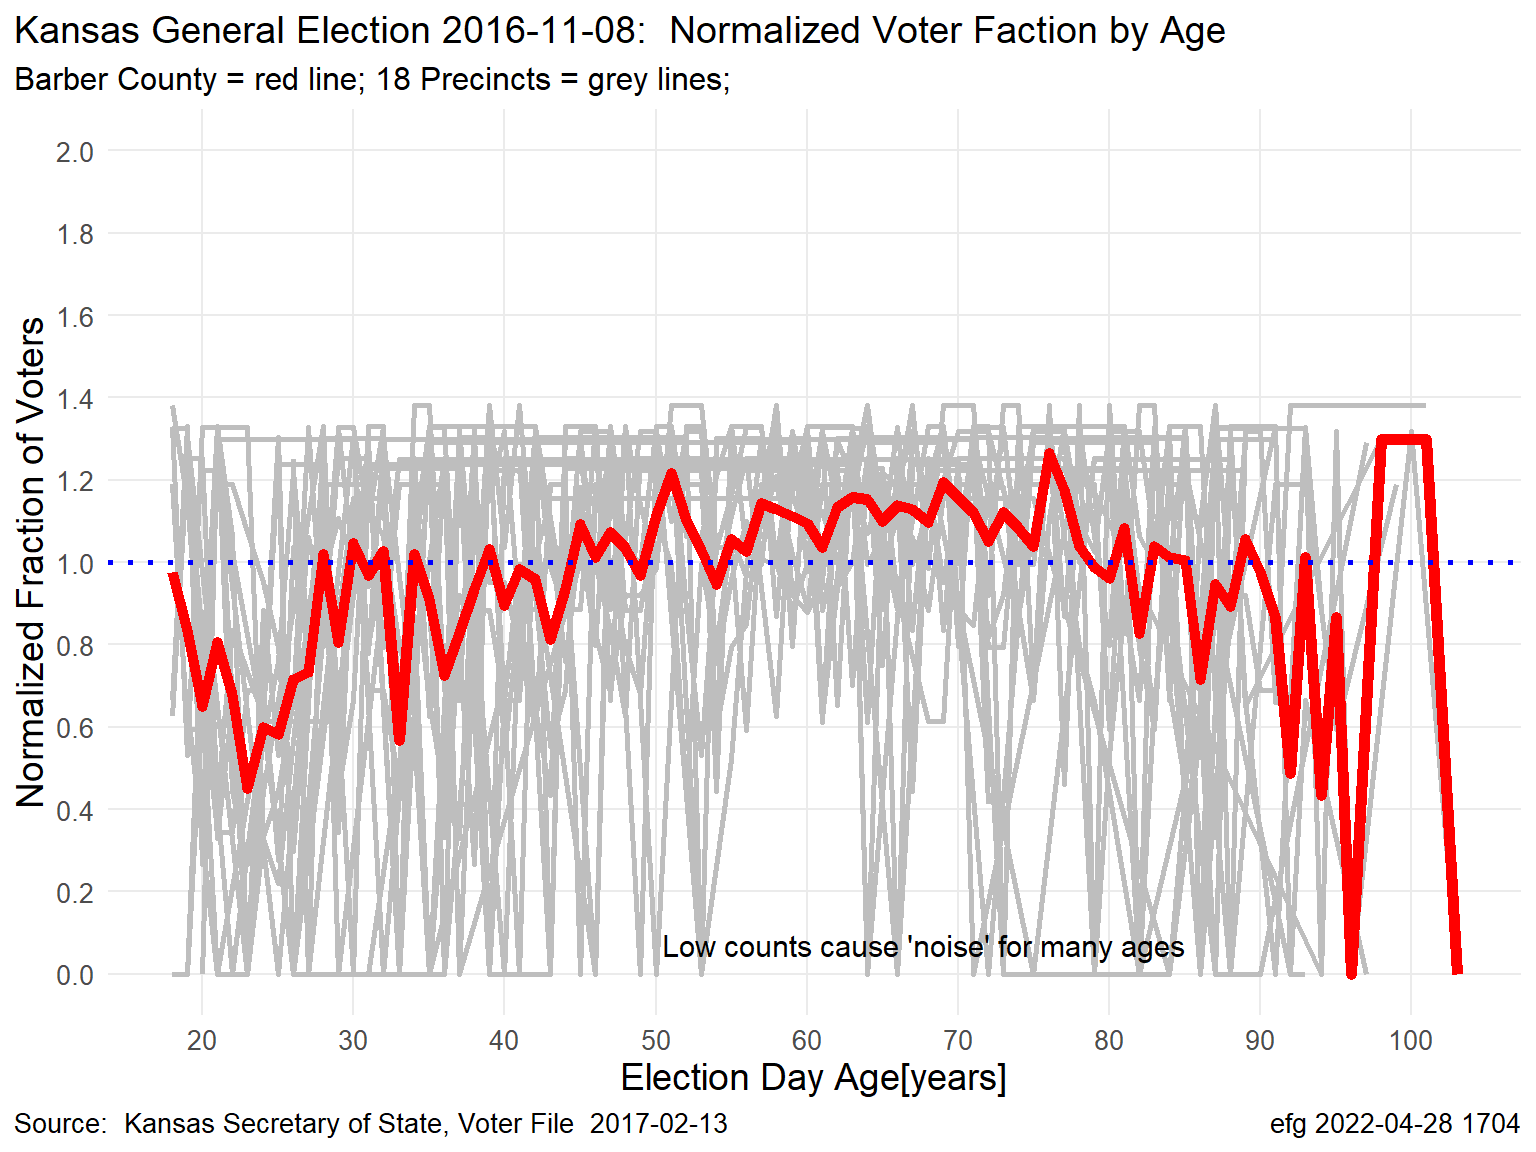 Kansas General Election 2016-11-08:  Normalized Voter Faction by Age
Barber County = red line; 18 Precincts = grey lines;
Normalized Fraction of Voters
2.0
1.8
1.6
1.4
1.2
1.0
0.8
0.6
0.4
0.2
0.0
Low counts cause 'noise' for many ages
20 30 40 50 60 70 80 90 100
Election Day Age[years]
Source:  Kansas Secretary of State, Voter File  2017-02-13
efg 2022-04-28 1704